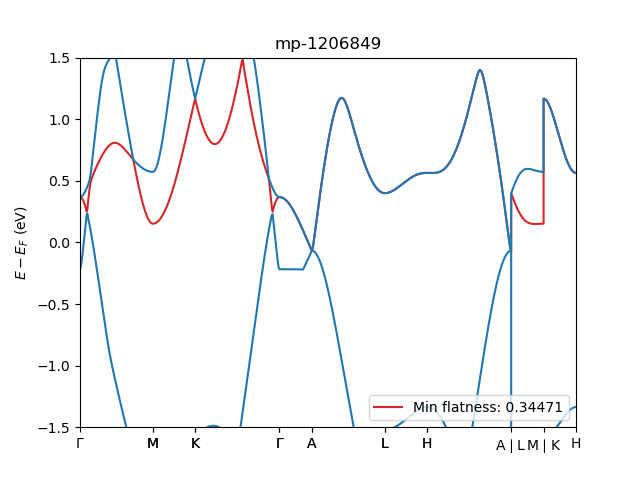 mp-1206849
E − E_F (eV)
1.5
1.0
0.5
0.0
−0.5
−1.0
−1.5
Min flatness: 0.34471
Γ M K Γ A L H A | L M | K H